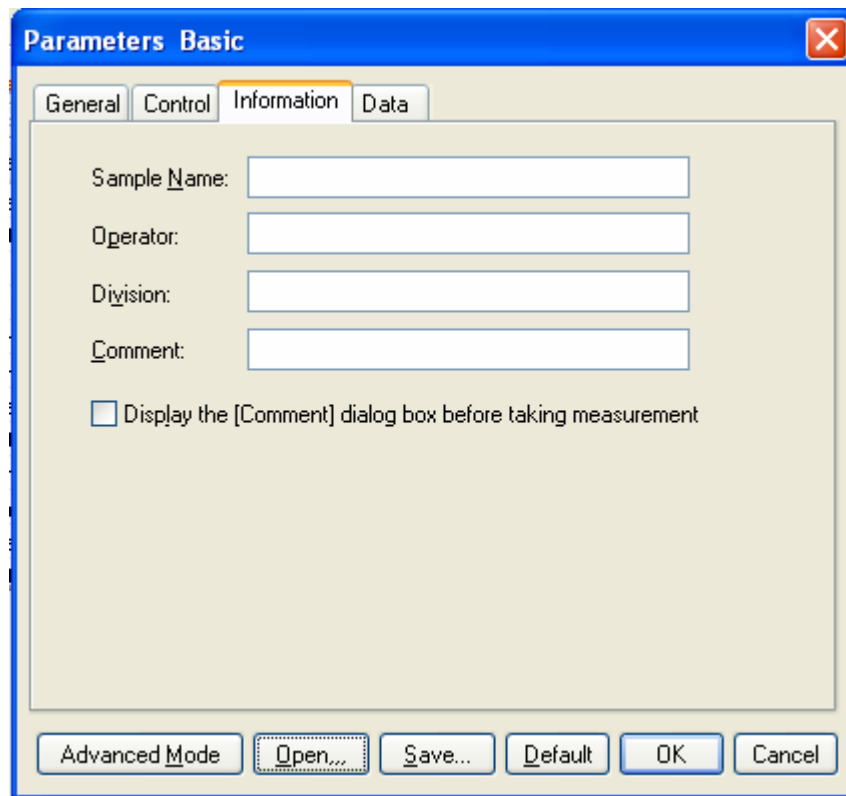 Parameters Basic
General Control Information Data
Sample Name:
Operator:
Division:
Comment:
Display the [Comment] dialog box before taking measurement
Advanced Mode Open,,, Save... Default OK Cancel